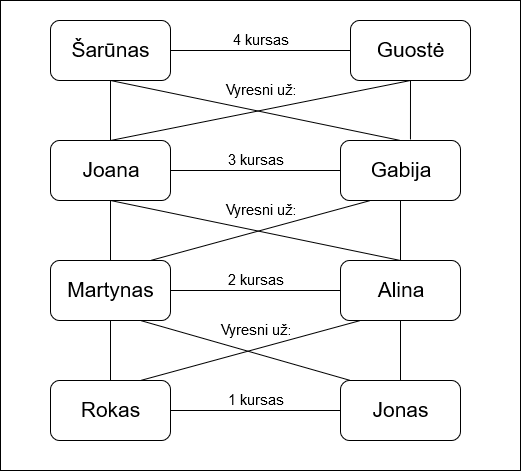 Šarūnas
4 kursas
Guostė
Vyresni už:
Joana
3 kursas
Gabija
Vyresni už:
Martynas
2 kursas
Alina
Vyresni už:
Rokas
1 kursas
Jonas